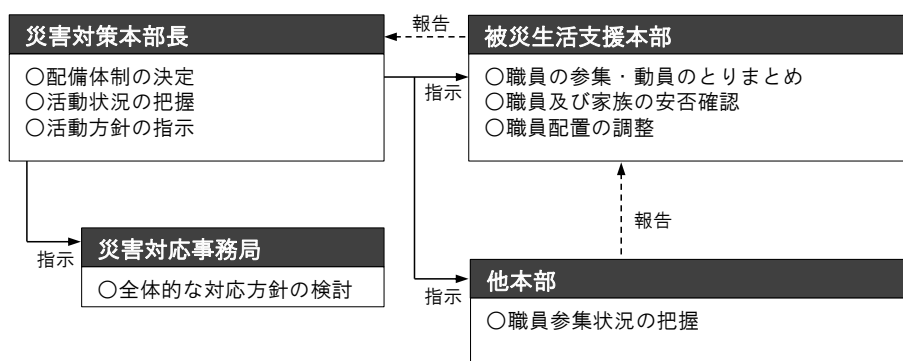 災害対策本部長
○配備体制の決定
○活動状況の把握
○活動方針の指示
報告
指示
被災生活支援本部
○職員の参集・動員のとりまとめ
○職員及び家族の安否確認
○職員配置の調整
報告
指示
災害対応事務局
○全体的な対応方針の検討
指示
他本部
○職員参集状況の把握